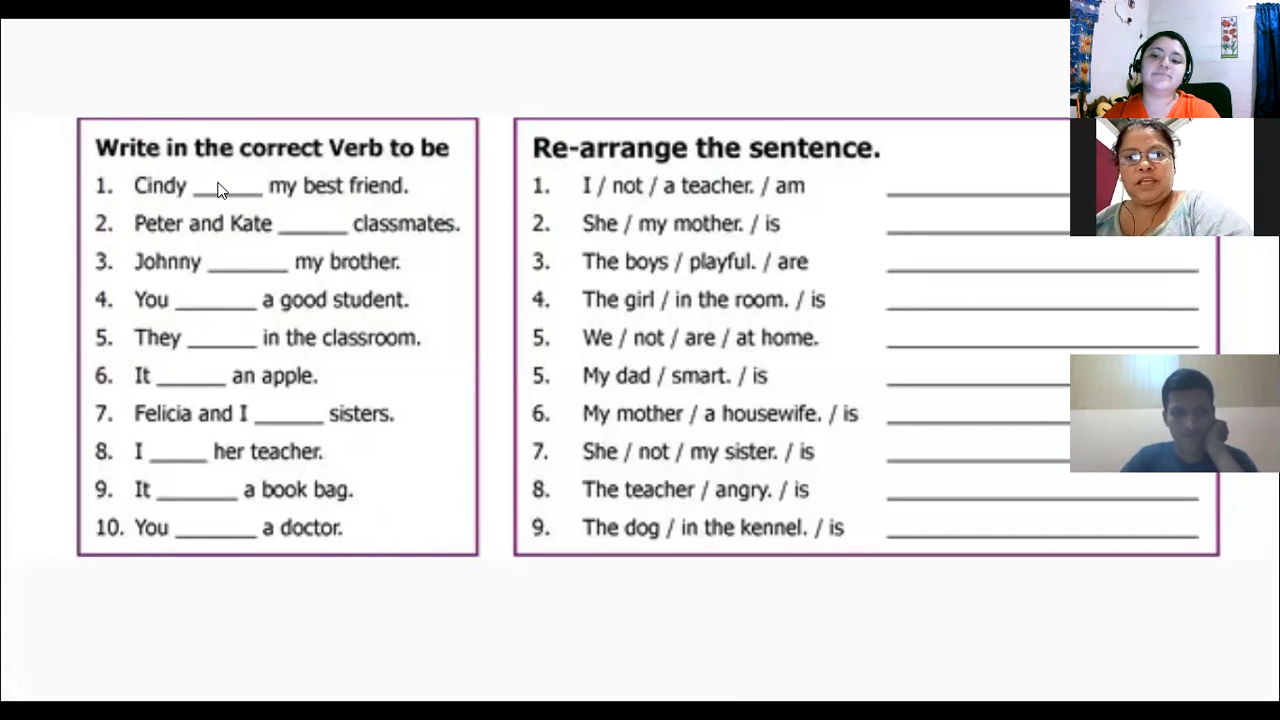 Write in the correct Verb to be
1. Cindy ______ my best friend.
2. Peter and Kate ______ classmates.
3. Johnny _______ my brother.
4. You _______ a good student.
5. They ______ in the classroom.
6. It ______ an apple.
7. Felicia and I ______ sisters.
8. I _____ her teacher.
9. It _______ a book bag.
10. You _______ a doctor.
Re-arrange the sentence.
1. I / not / a teacher. / am
2. She / my mother. / is
3. The boys / playful. / are
4. The girl / in the room. / is
5. We / not / are / at home.
5. My dad / smart. / is
6. My mother / a housewife. / is
7. She / not / my sister. / is
8. The teacher / angry. / is
9. The dog / in the kennel. / is